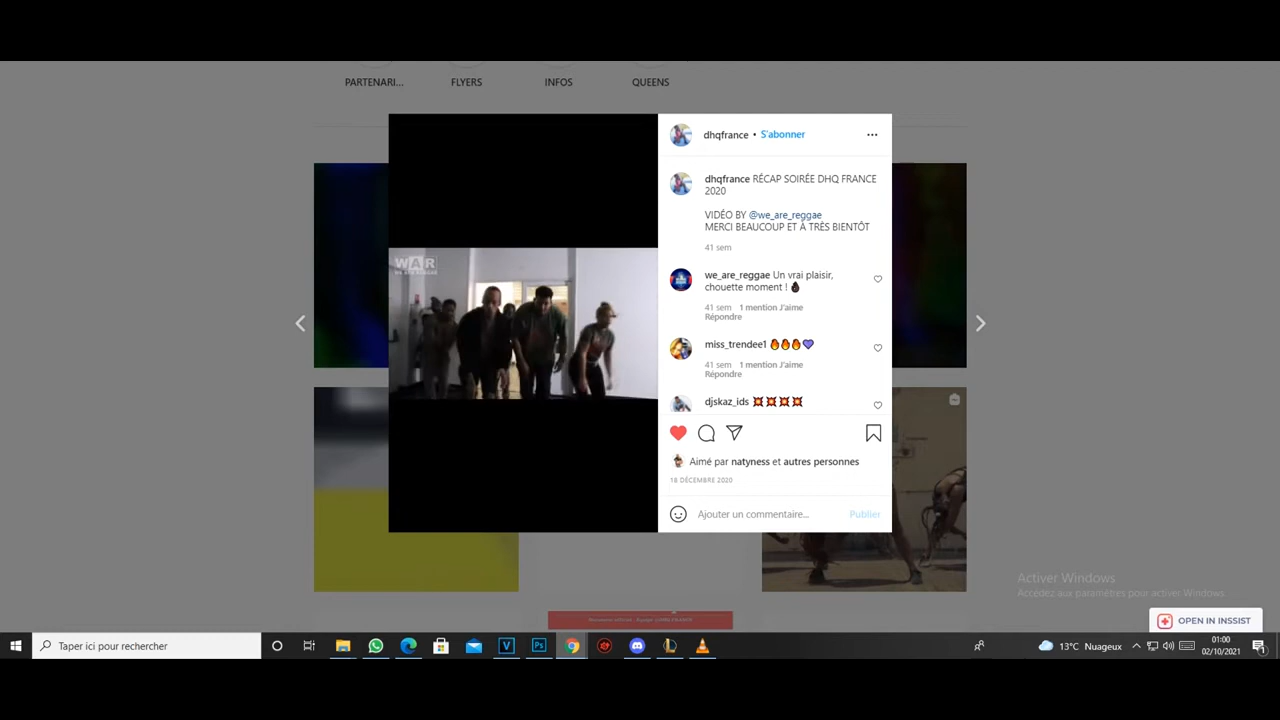 PARTENARI...
FLYERS
INFOS
QUEENS
dhqfrance • S'abonner
dhqfrance RÉCAP SOIRÉE DHQ FRANCE
2020
VIDÉO BY @we_are_reggae
MERCI BEAUCOUP ET À TRÈS BIENTÔT
41 sem
WAR
we_are_reggae Un vrai plaisir,
chouette moment !
41 sem 1 mention J'aime
Répondre
miss_trendee1
41 sem 1 mention J'aime
Répondre
djskaz_ids
Aimé par natyness et autres personnes
18 DÉCEMBRE 2020
Ajouter un commentaire... Publier
Activer Windows
Accédez aux paramètres pour activer Windows.
OPEN IN INSSIST
Taper ici pour rechercher
V
Ps
13°C Nuageux
01:00
02/10/2021
1